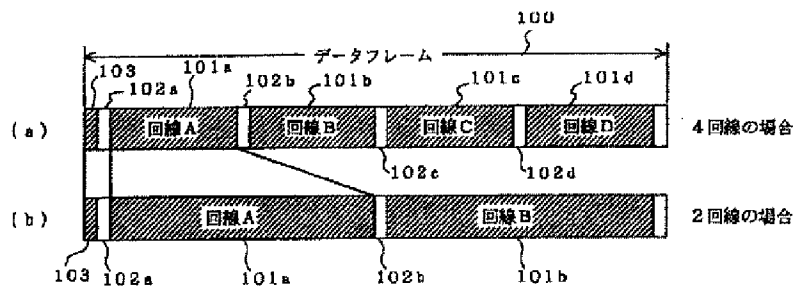 100
データフレーム
103 102a 101a 102b 101b 101c 101d
(a) 回線A 回線B 回線C 回線D 4回線の場合
102c 102d
(b) 回線A 回線B 2回線の場合
103 102a 101a 102b 101b